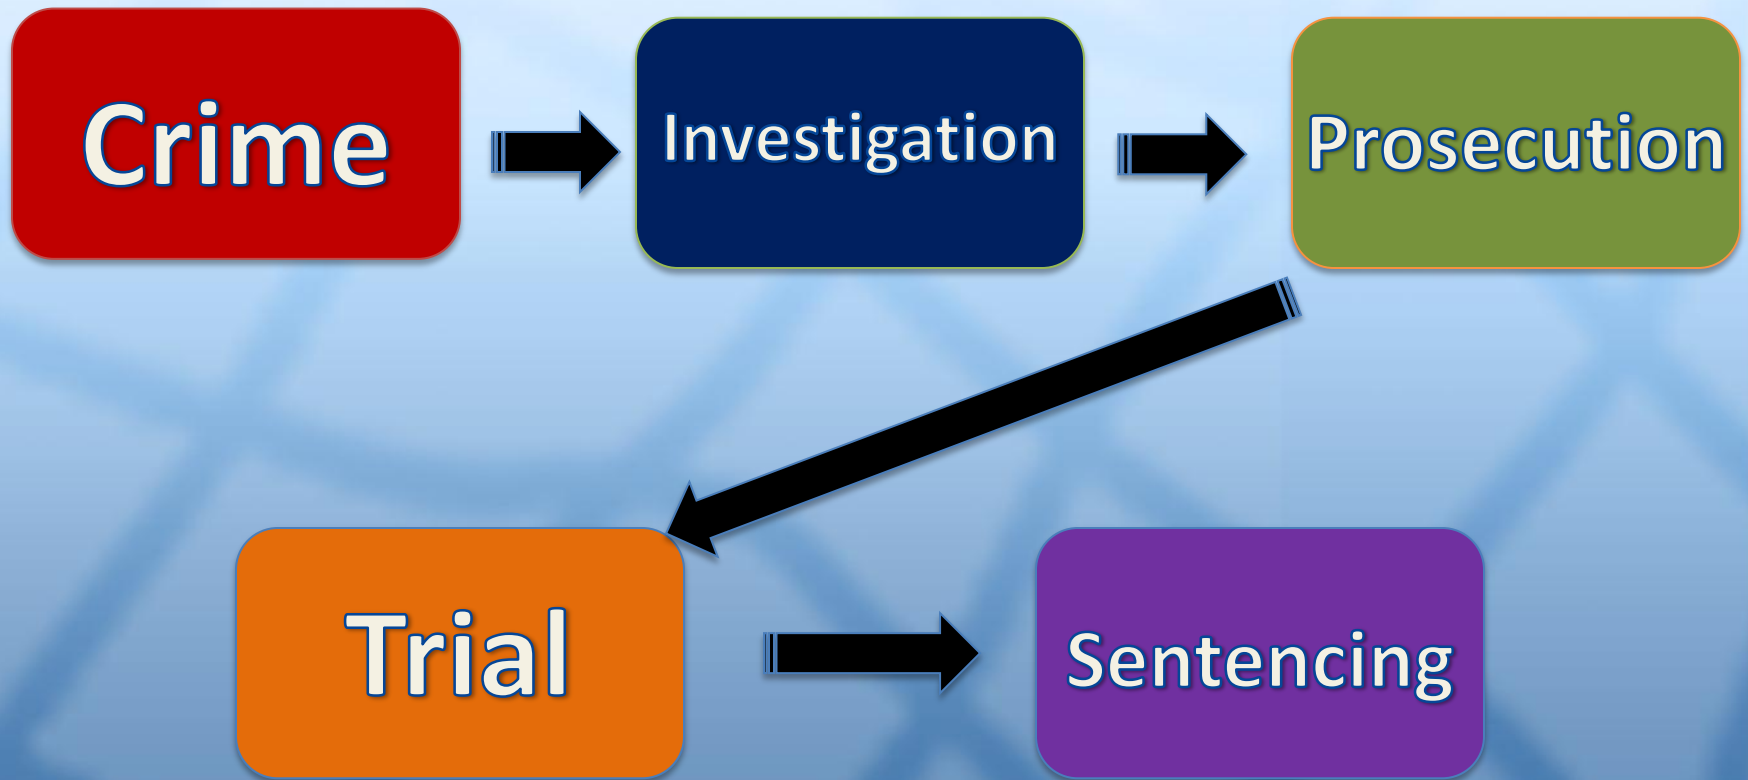 Crime
Investigation
Prosecution
Trial
Sentencing